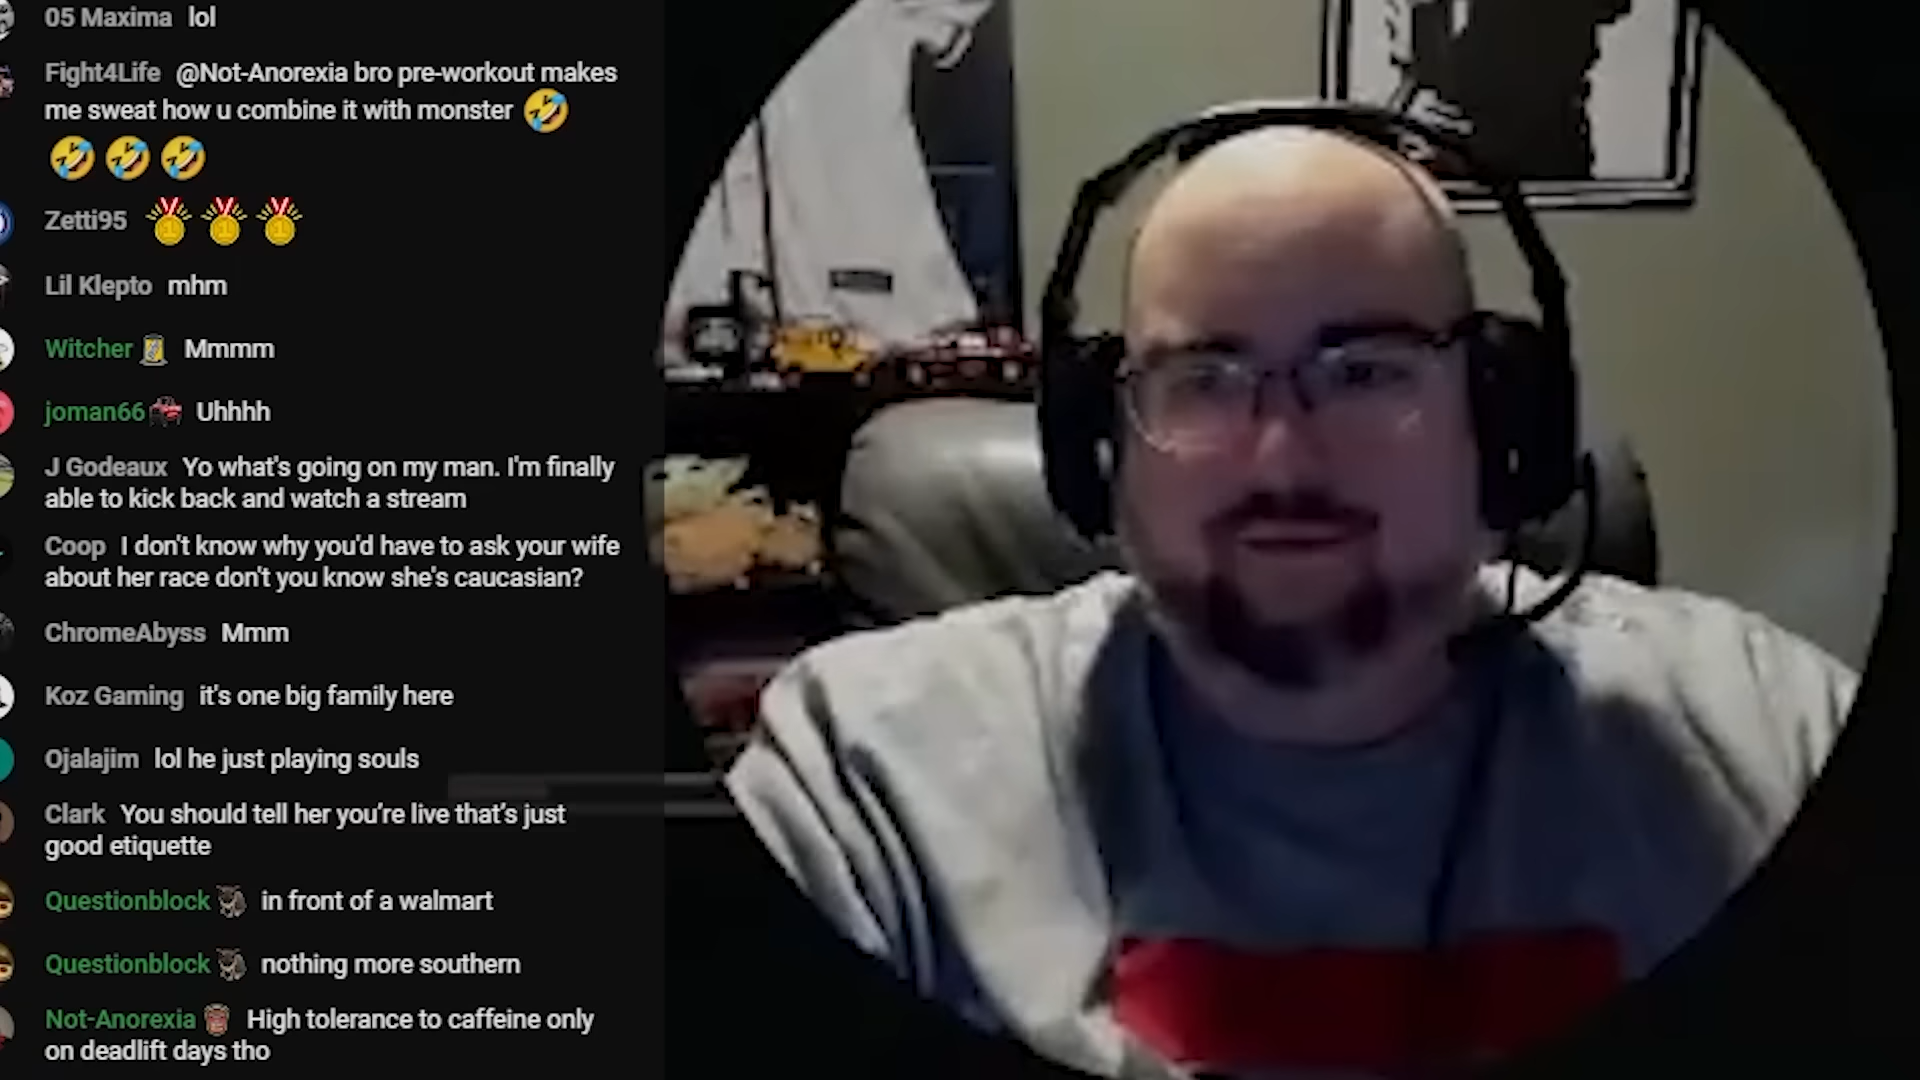 05 Maxima lol
Fight4Life @Not-Anorexia bro pre-workout makes
me sweat how u combine it with monster 🤣
🤣🤣🤣
Zetti95 🥇🥇🥇
Lil Klepto mhm
Witcher Mmmm
joman66 Uhhhh
J Godeaux Yo what's going on my man. I'm finally
able to kick back and watch a stream
Coop I don't know why you'd have to ask your wife
about her race don't you know she's caucasian?
ChromeAbyss Mmm
Koz Gaming it's one big family here
Ojalajim lol he just playing souls
Clark You should tell her you’re live that’s just
good etiquette
Questionblock in front of a walmart
Questionblock nothing more southern
Not-Anorexia High tolerance to caffeine only
on deadlift days tho